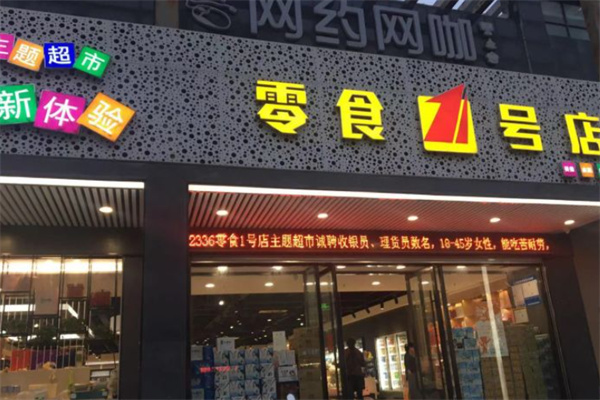 网约网咖
主题超市
新体验
零食1号店
2336零食1号店主题超市诚聘收银员、理货员数名,18-45岁女性,能吃苦耐劳,